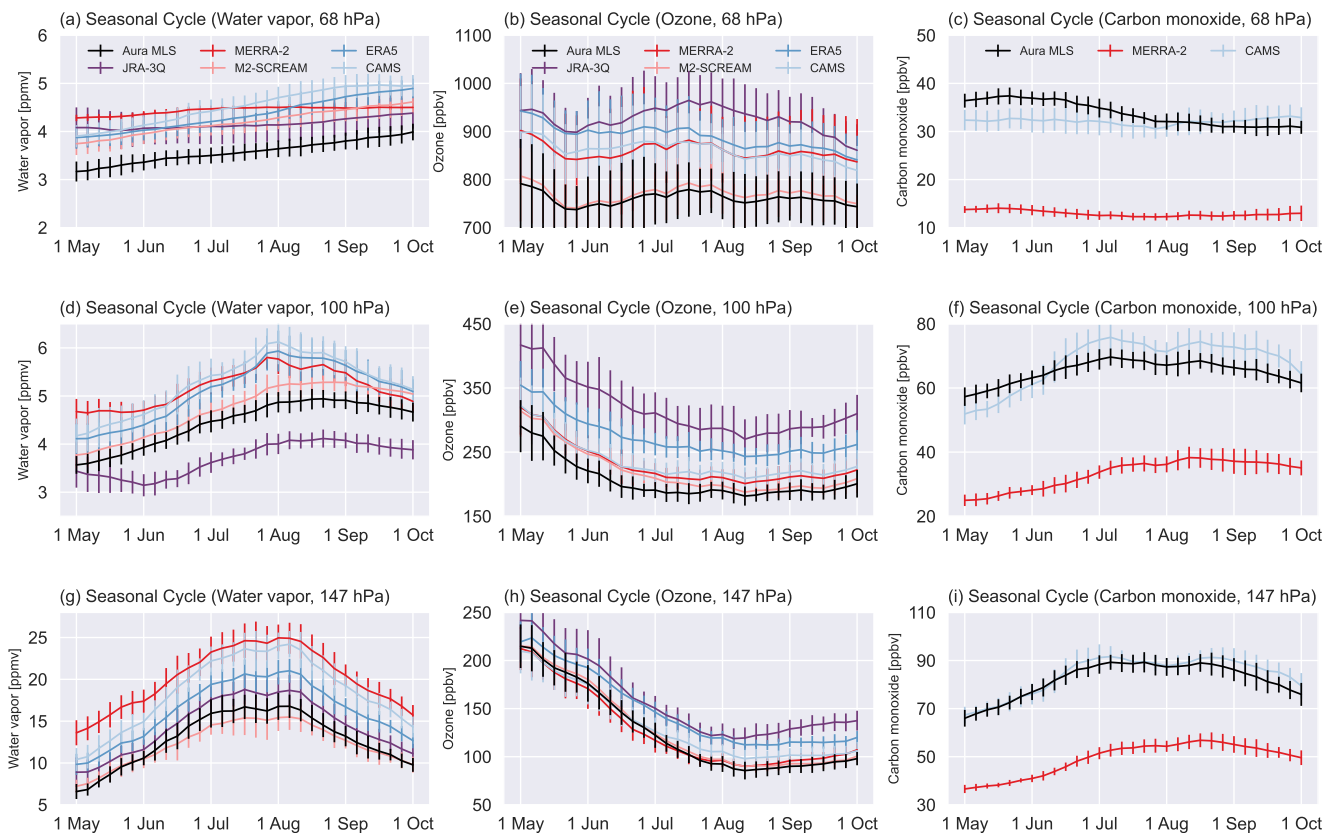 (a) Seasonal Cycle (Water vapor, 68 hPa)
Water vapor [ppmv]
6
5
4
3
2
Aura MLS
MERRA-2
ERA5
JRA-3Q
M2-SCREAM
CAMS
1 May
1 Jun
1 Jul
1 Aug
1 Sep
1 Oct
(b) Seasonal Cycle (Ozone, 68 hPa)
Ozone [ppbv]
1100
1000
900
800
700
Aura MLS
MERRA-2
ERA5
JRA-3Q
M2-SCREAM
CAMS
1 May
1 Jun
1 Jul
1 Aug
1 Sep
1 Oct
(c) Seasonal Cycle (Carbon monoxide, 68 hPa)
Carbon monoxide [ppbv]
50
40
30
20
10
Aura MLS
MERRA-2
CAMS
1 May
1 Jun
1 Jul
1 Aug
1 Sep
1 Oct
(d) Seasonal Cycle (Water vapor, 100 hPa)
Water vapor [ppmv]
6
5
4
3
1 May
1 Jun
1 Jul
1 Aug
1 Sep
1 Oct
(e) Seasonal Cycle (Ozone, 100 hPa)
Ozone [ppbv]
450
350
250
150
1 May
1 Jun
1 Jul
1 Aug
1 Sep
1 Oct
(f) Seasonal Cycle (Carbon monoxide, 100 hPa)
Carbon monoxide [ppbv]
80
60
40
20
1 May
1 Jun
1 Jul
1 Aug
1 Sep
1 Oct
(g) Seasonal Cycle (Water vapor, 147 hPa)
Water vapor [ppmv]
25
20
15
10
5
1 May
1 Jun
1 Jul
1 Aug
1 Sep
1 Oct
(h) Seasonal Cycle (Ozone, 147 hPa)
Ozone [ppbv]
250
200
150
100
50
1 May
1 Jun
1 Jul
1 Aug
1 Sep
1 Oct
(i) Seasonal Cycle (Carbon monoxide, 147 hPa)
Carbon monoxide [ppbv]
110
90
70
50
30
1 May
1 Jun
1 Jul
1 Aug
1 Sep
1 Oct